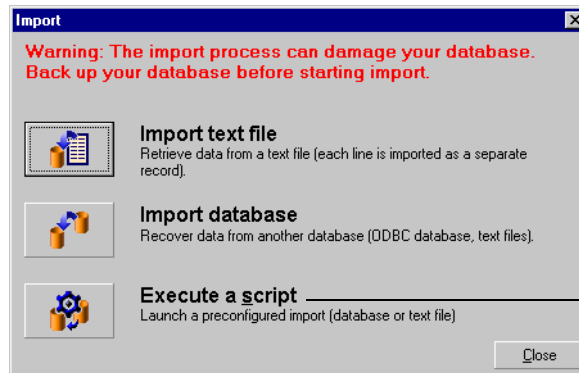 Import
Warning: The import process can damage your database.
Back up your database before starting import.
Import text file
Retrieve data from a text file (each line is imported as a separate
record).
Import database
Recover data from another database (ODBC database, text files).
Execute a script
Launch a preconfigured import (database or text file)
Close